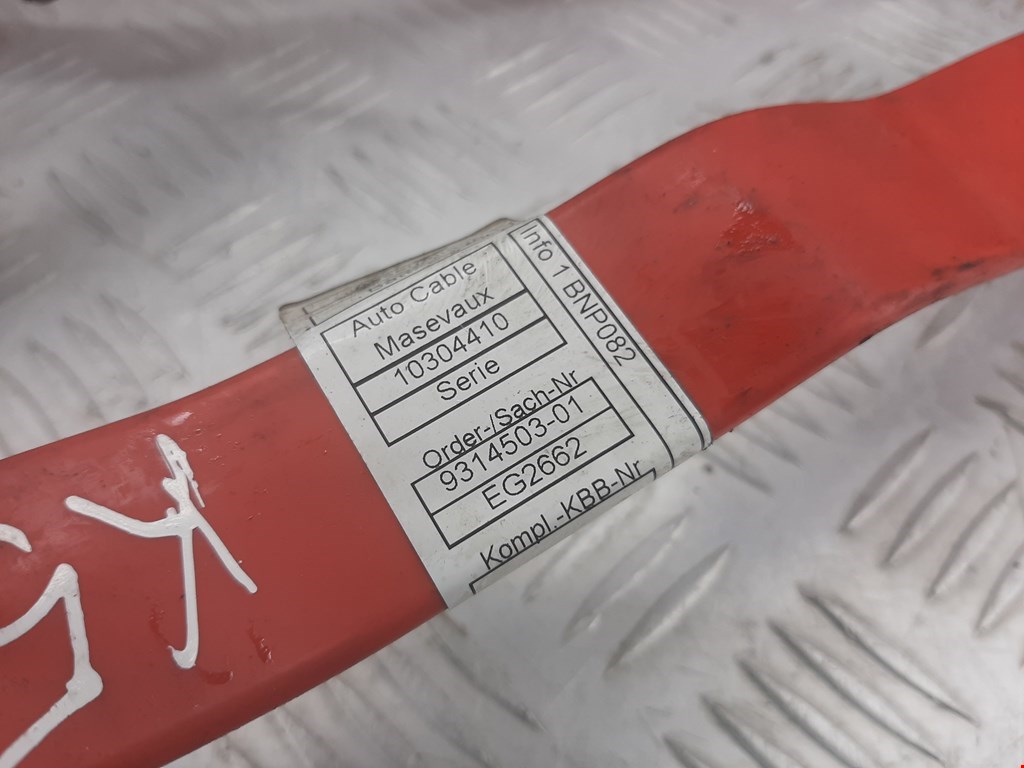 Auto Cable
Masevaux
10304410
Serie
Order-/Sach-Nr
9314503-01
EG2662
Kompl.-KBB-Nr
Info 1 BNP082